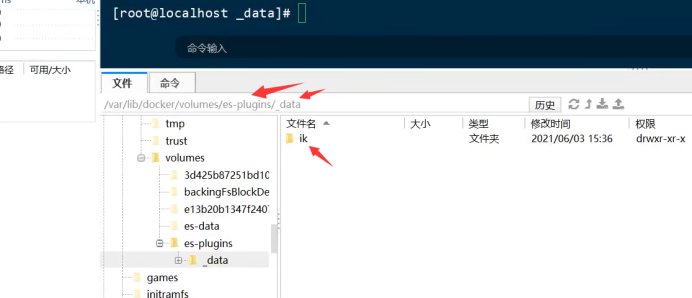 本机
[root@localhost _data]#
命令输入
路径 可用/大小
文件 命令
/var/lib/docker/volumes/es-plugins/_data 历史
文件名 大小 类型 修改时间 权限
tmp
ik 文件夹 2021/06/03 15:36 drwxr-xr-x
trust
volumes
3d425b87251bd10
backingFsBlockDe
e13b20b1347f2407
es-data
es-plugins
_data
games
initramfs